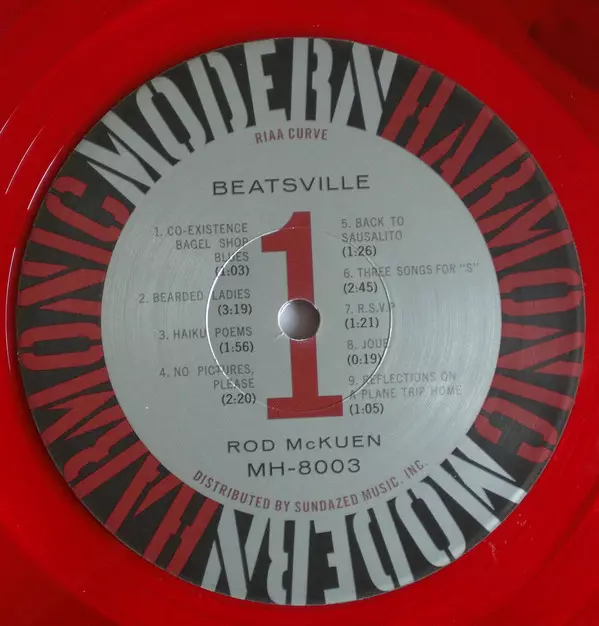 MODERN HARMONIC
RIAA CURVE
BEATSVILLE
1. CO-EXISTENCE
BAGEL SHOP
BLUES
(1:03)
2. BEARDED LADIES
(3:19)
3. HAIKU POEMS
(1:56)
4. NO PICTURES,
PLEASE
(2:20)
1
5. BACK TO
SAUSALITO
(1:26)
6. THREE SONGS FOR "S"
(2:45)
7. R.S.V.P
(1:21)
8. JOUE
(0:19)
9. REFLECTIONS ON
A PLANE TRIP HOME
(1:05)
ROD McKUEN
MH-8003
DISTRIBUTED BY SUNDAZED MUSIC, INC.
MODERN HARMONIC